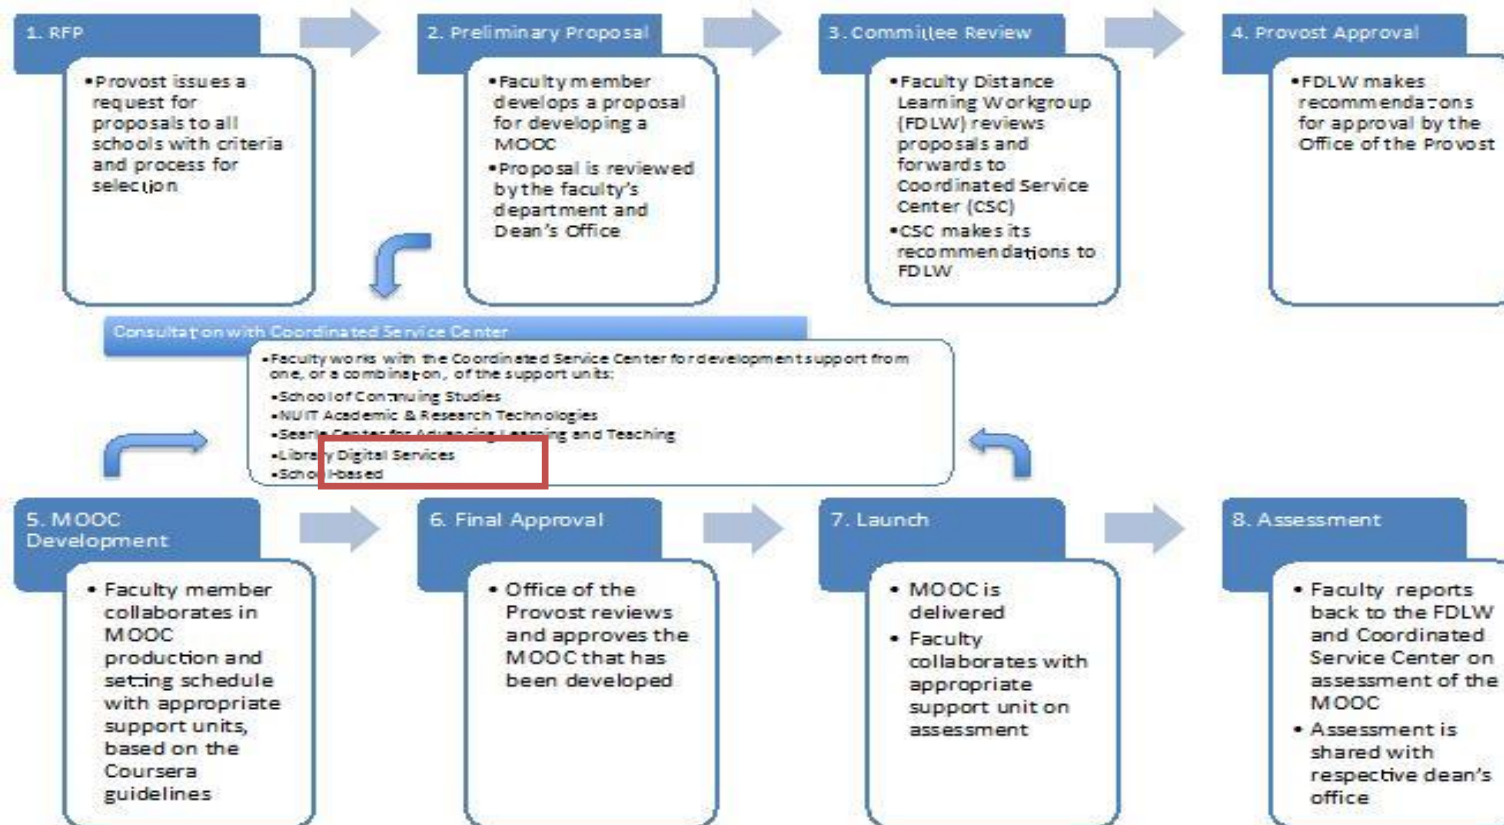 1. RFP
•Provost issues a
request for
proposals to all
schools with criteria
and process for
selection
2. Preliminary Proposal
•Faculty member
develops a proposal
for developing a
MOOC
•Proposal is reviewed
by the faculty's
department and
Dean's Office
3. Committee Review
•Faculty Distance
Learning Workgroup
(FDLW) reviews
proposals and
forwards to
Coordinated Service
Center (CSC)
•CSC makes its
recommendations to
FDLW
4. Provost Approval
•FDLW makes
recommendations
for approval by the
Office of the Provost
Consultation with Coordinated Service Center
•Faculty works with the Coordinated Service Center for development support from
one, or a combination, of the support units:
•School of Continuing Studies
•NUIT Academic & Research Technologies
•Searle Center for Advancing Learning and Teaching
•Library Digital Services
•School-based
5. MOOC
Development
• Faculty member
collaborates in
MOOC
production and
setting schedule
with appropriate
support units,
based on the
Coursera
guidelines
6. Final Approval
• Office of the
Provost reviews
and approves the
MOOC that has
been developed
7. Launch
• MOOC is
delivered
• Faculty
collaborates with
appropriate
support unit on
assessment
8. Assessment
• Faculty reports
back to the FDLW
and Coordinated
Service Center on
assessment of the
MOOC
• Assessment is
shared with
respective dean's
office